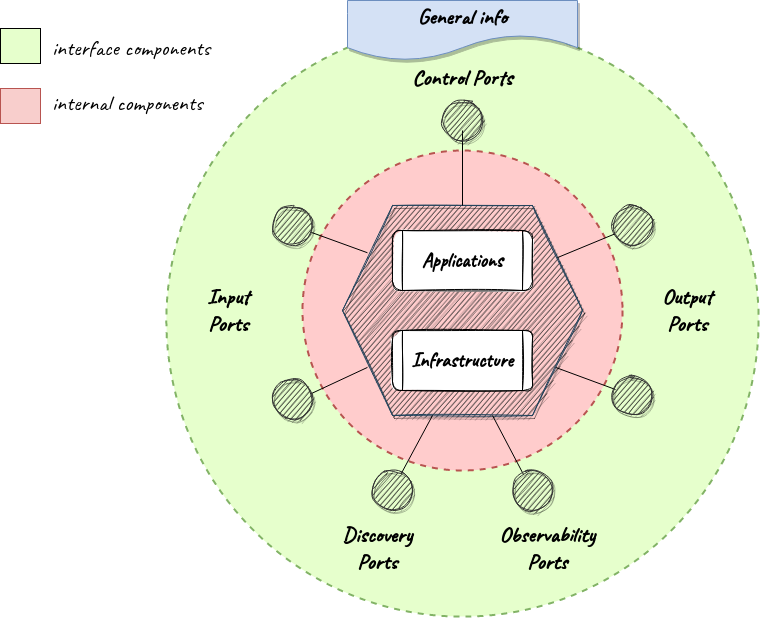 General info
interface components
Control Ports
internal components
Applications
Input
Ports
Output
Ports
Infrastructure
Discovery
Ports
Observability
Ports